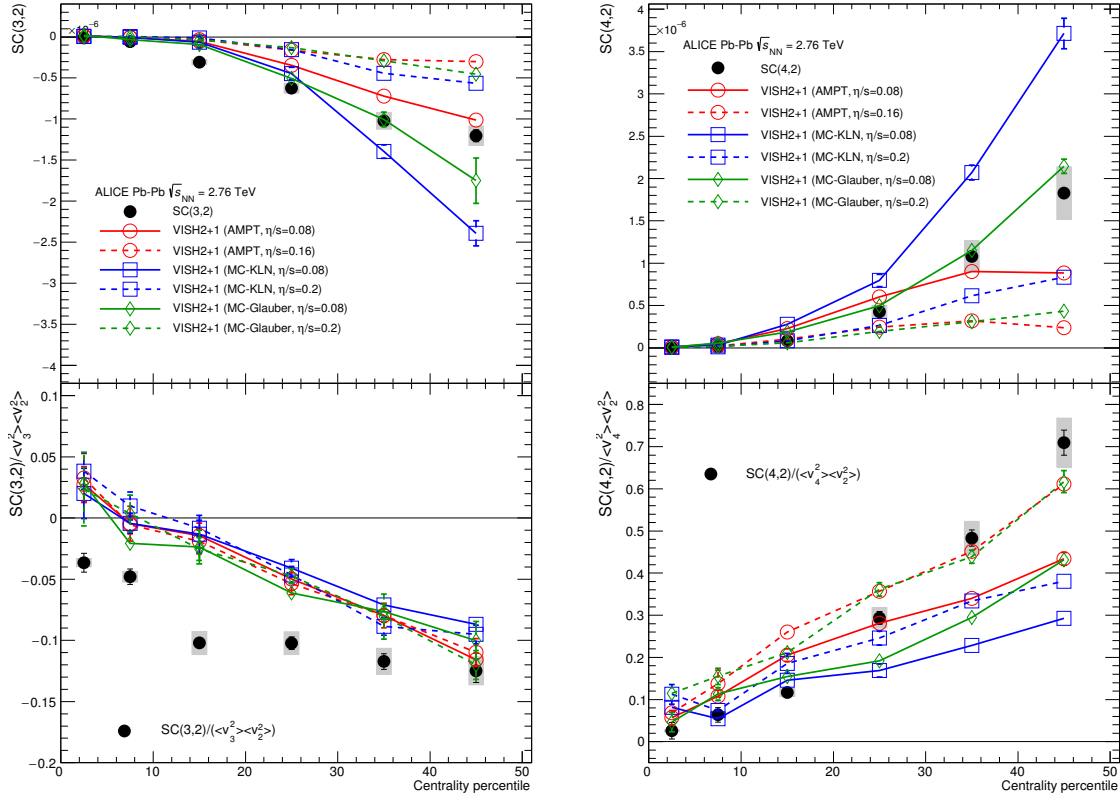 ×10⁻⁶
0
−0.5
−1
−1.5
−2
−2.5
−3
−3.5
−4
SC(3,2)
ALICE Pb-Pb √sNN = 2.76 TeV
SC(3,2)
VISH2+1 (AMPT, η/s=0.08)
VISH2+1 (AMPT, η/s=0.16)
VISH2+1 (MC-KLN, η/s=0.08)
VISH2+1 (MC-KLN, η/s=0.2)
VISH2+1 (MC-Glauber, η/s=0.08)
VISH2+1 (MC-Glauber, η/s=0.2)
0.1
0.05
0
−0.05
−0.1
−0.15
−0.2
SC(3,2)/<v₃²><v₂²>
SC(3,2)/(<v₃²><v₂²>)
0 10 20 30 40 50
Centrality percentile
×10⁻⁶
4
3.5
3
2.5
2
1.5
1
0.5
0
SC(4,2)
ALICE Pb-Pb √sNN = 2.76 TeV
SC(4,2)
VISH2+1 (AMPT, η/s=0.08)
VISH2+1 (AMPT, η/s=0.16)
VISH2+1 (MC-KLN, η/s=0.08)
VISH2+1 (MC-KLN, η/s=0.2)
VISH2+1 (MC-Glauber, η/s=0.08)
VISH2+1 (MC-Glauber, η/s=0.2)
0.8
0.7
0.6
0.5
0.4
0.3
0.2
0.1
0
SC(4,2)/<v₄²><v₂²>
SC(4,2)/(<v₄²><v₂²>)
0 10 20 30 40 50
Centrality percentile